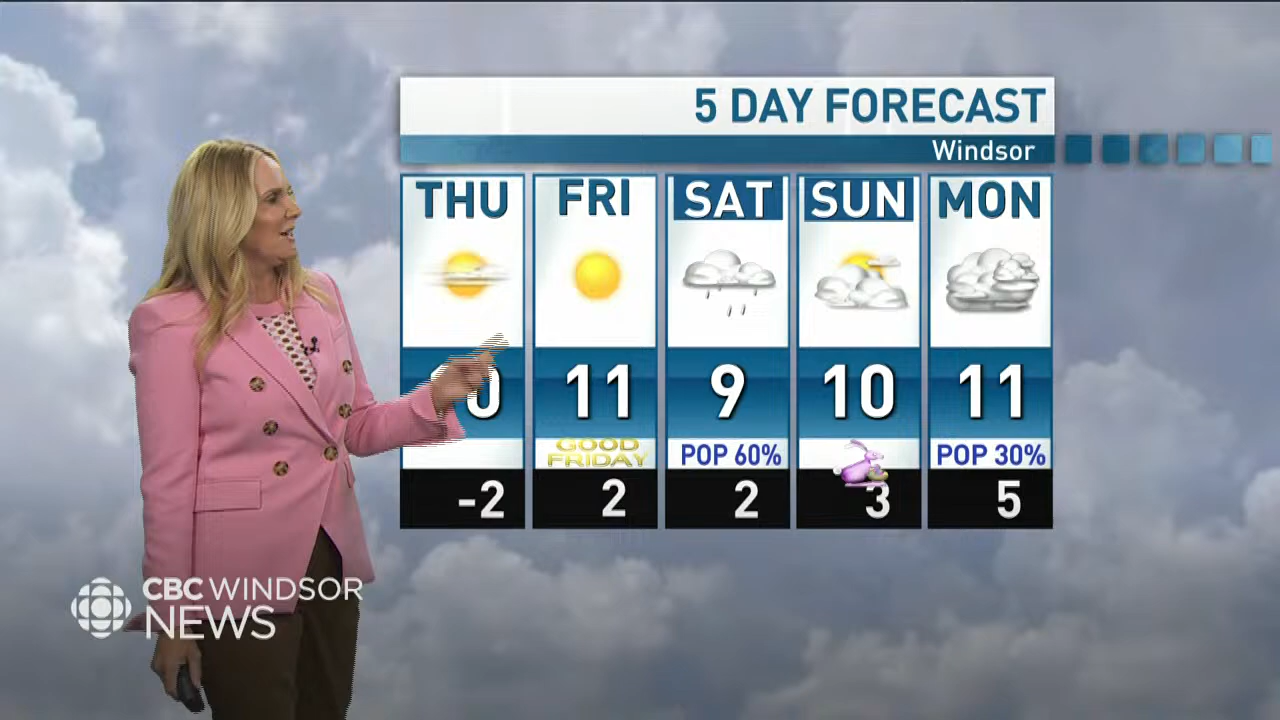 5 DAY FORECAST
Windsor
THU FRI SAT SUN MON
0 11 9 10 11
GOOD
FRIDAY
POP 60% POP 30%
-2 2 2 3 5
CBC WINDSOR
NEWS